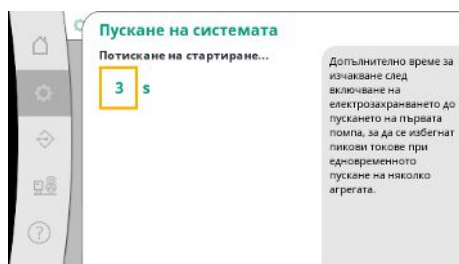 Пускане на системата
Потискане на стартиране...
3 s
Допълнително време за
изчакване след
включване на
електрозахранването до
пускането на първата
помпа, за да се избегнат
пикови токове при
едновременното
пускане на няколко
агрегата.